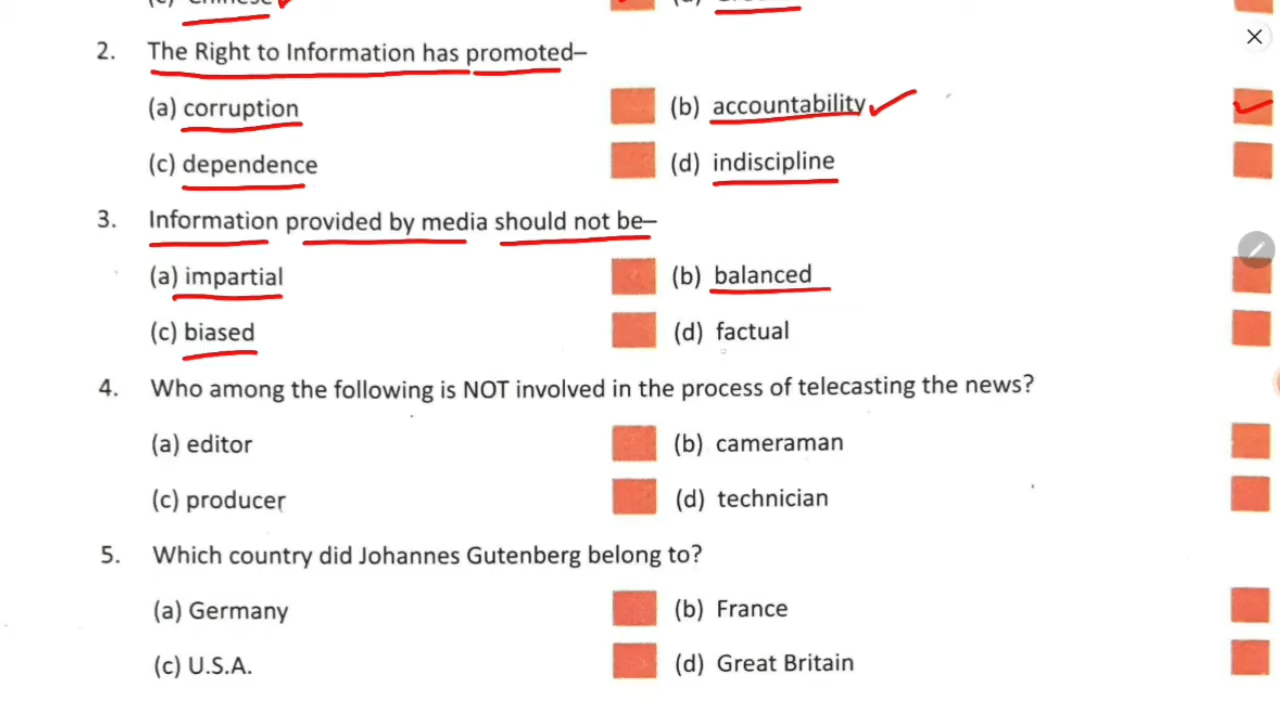 2. The Right to Information has promoted–
(a) corruption (b) accountability
(c) dependence (d) indiscipline
3. Information provided by media should not be–
(a) impartial (b) balanced
(c) biased (d) factual
4. Who among the following is NOT involved in the process of telecasting the news?
(a) editor (b) cameraman
(c) producer (d) technician
5. Which country did Johannes Gutenberg belong to?
(a) Germany (b) France
(c) U.S.A. (d) Great Britain